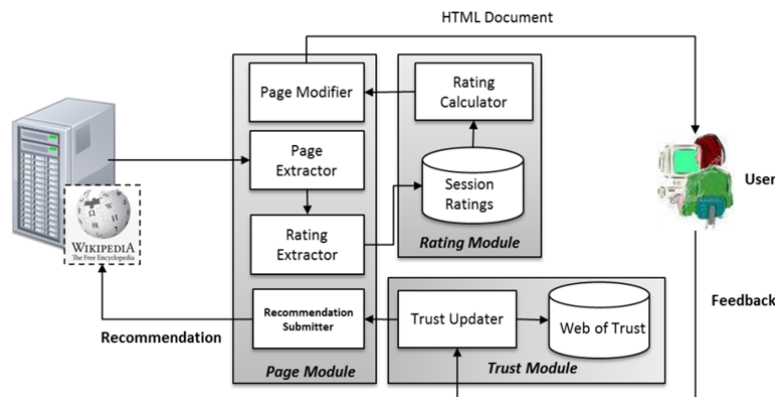 HTML Document
Page Modifier
Rating
Calculator
Page
Extractor
Session
Ratings
User
WIKIPEDIA
The Free Encyclopedia
Rating
Extractor
Rating Module
Recommendation
Submitter
Trust Updater
Web of Trust
Feedback
Recommendation
Page Module
Trust Module